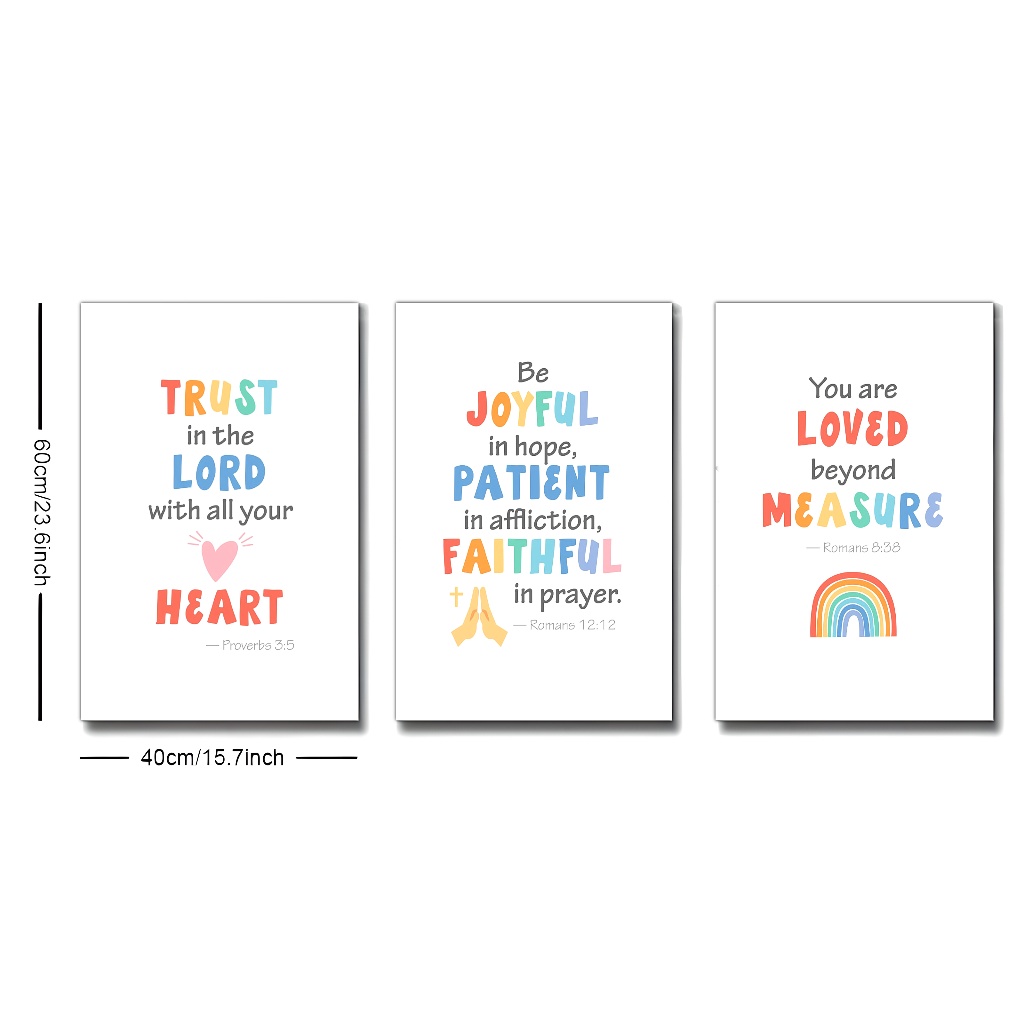 TRUST
in the
LORD
with all your
HEART
— Proverbs 3:5
Be
JOYFUL
in hope,
PATIENT
in affliction,
FAITHFUL
in prayer.
— Romans 12:12
You are
LOVED
beyond
MEASURE
— Romans 8:38
60cm/23.6inch
40cm/15.7inch